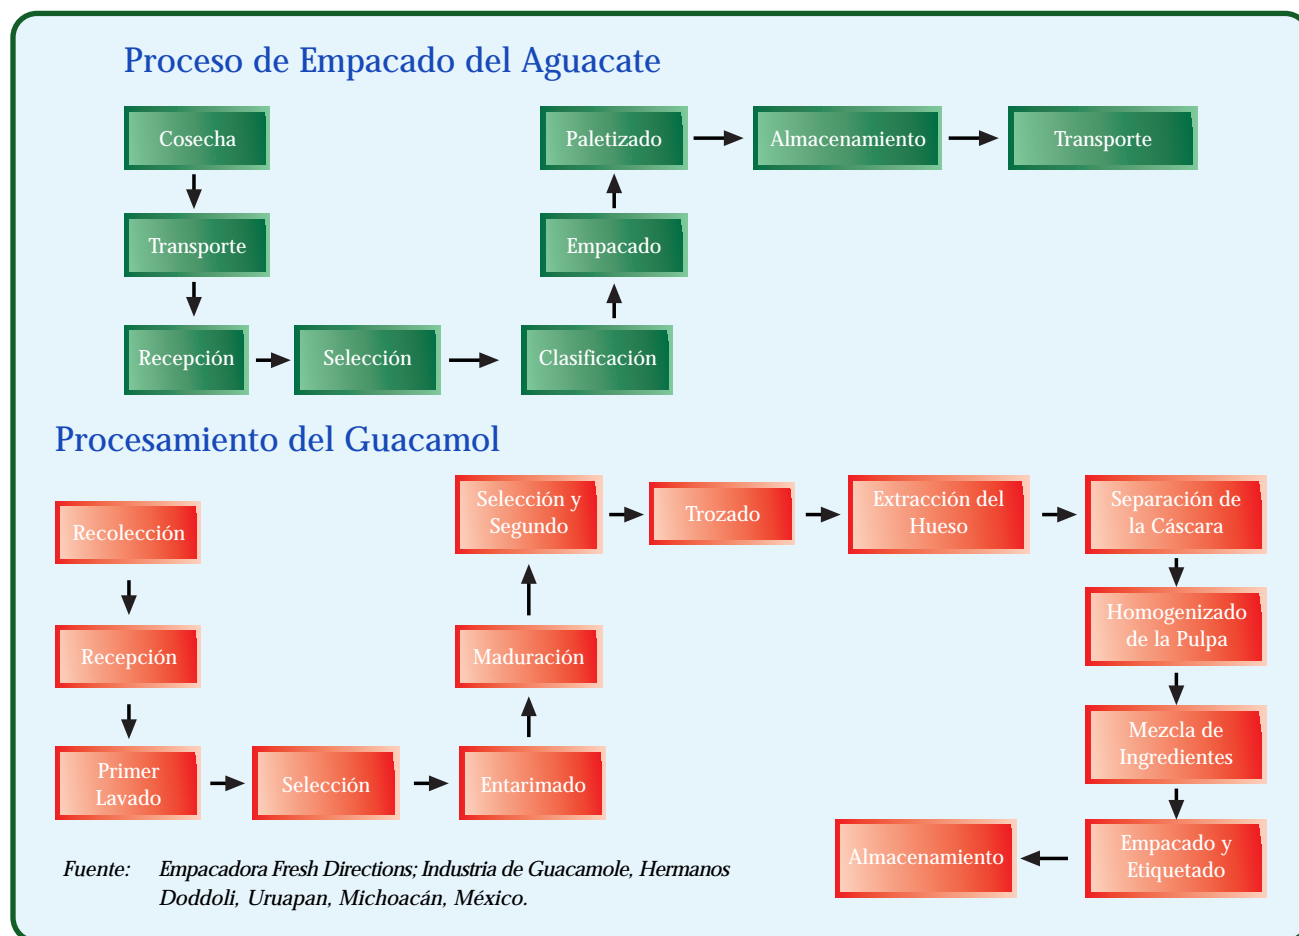 Proceso de Empacado del Aguacate
Cosecha
Transporte
Recepción
Selección
Clasificación
Empacado
Paletizado
Almacenamiento
Transporte
Procesamiento del Guacamol
Recolección
Recepción
Primer
Lavado
Selección
Entarimado
Maduración
Selección y
Segundo
Trozado
Extracción del
Hueso
Separación de
la Cáscara
Homogenizado
de la Pulpa
Mezcla de
Ingredientes
Empacado y
Etiquetado
Almacenamiento
Fuente: Empacadora Fresh Directions; Industria de Guacamole, Hermanos
Doddoli, Uruapan, Michoacán, México.